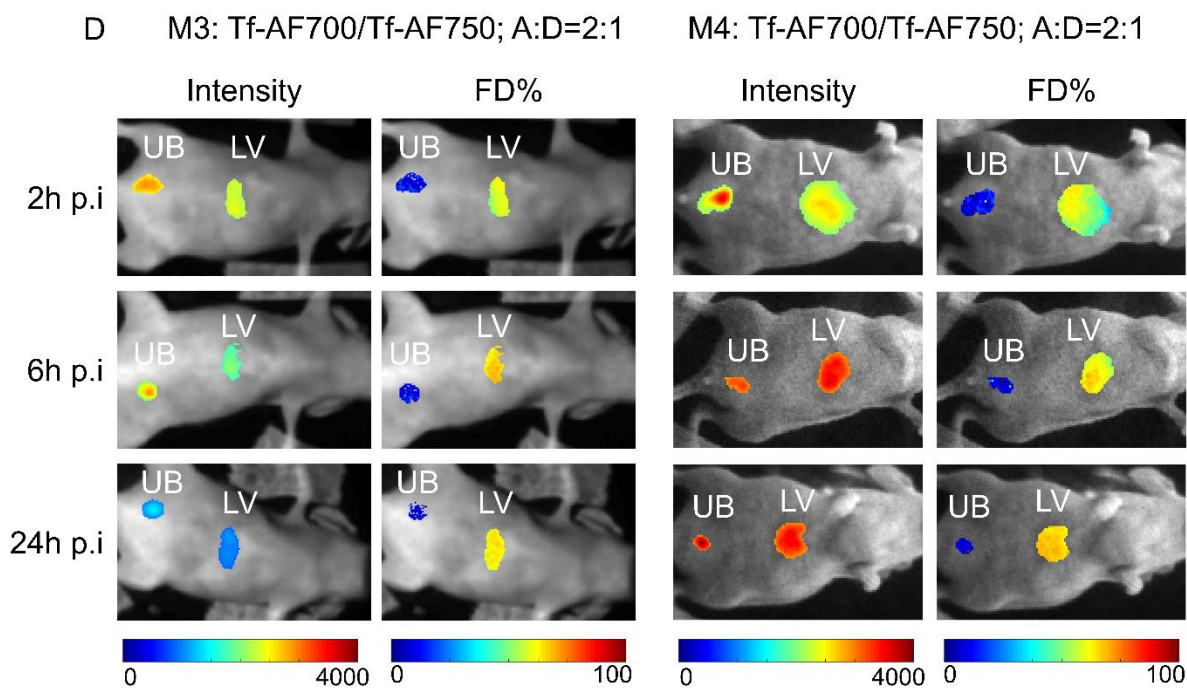 D M3: Tf-AF700/Tf-AF750; A:D=2:1 M4: Tf-AF700/Tf-AF750; A:D=2:1
Intensity FD% Intensity FD%
2h p.i UB LV UB LV UB LV UB LV
6h p.i UB LV UB LV UB LV UB LV
24h p.i UB LV UB LV UB LV UB LV
0 4000 0 100 0 4000 0 100